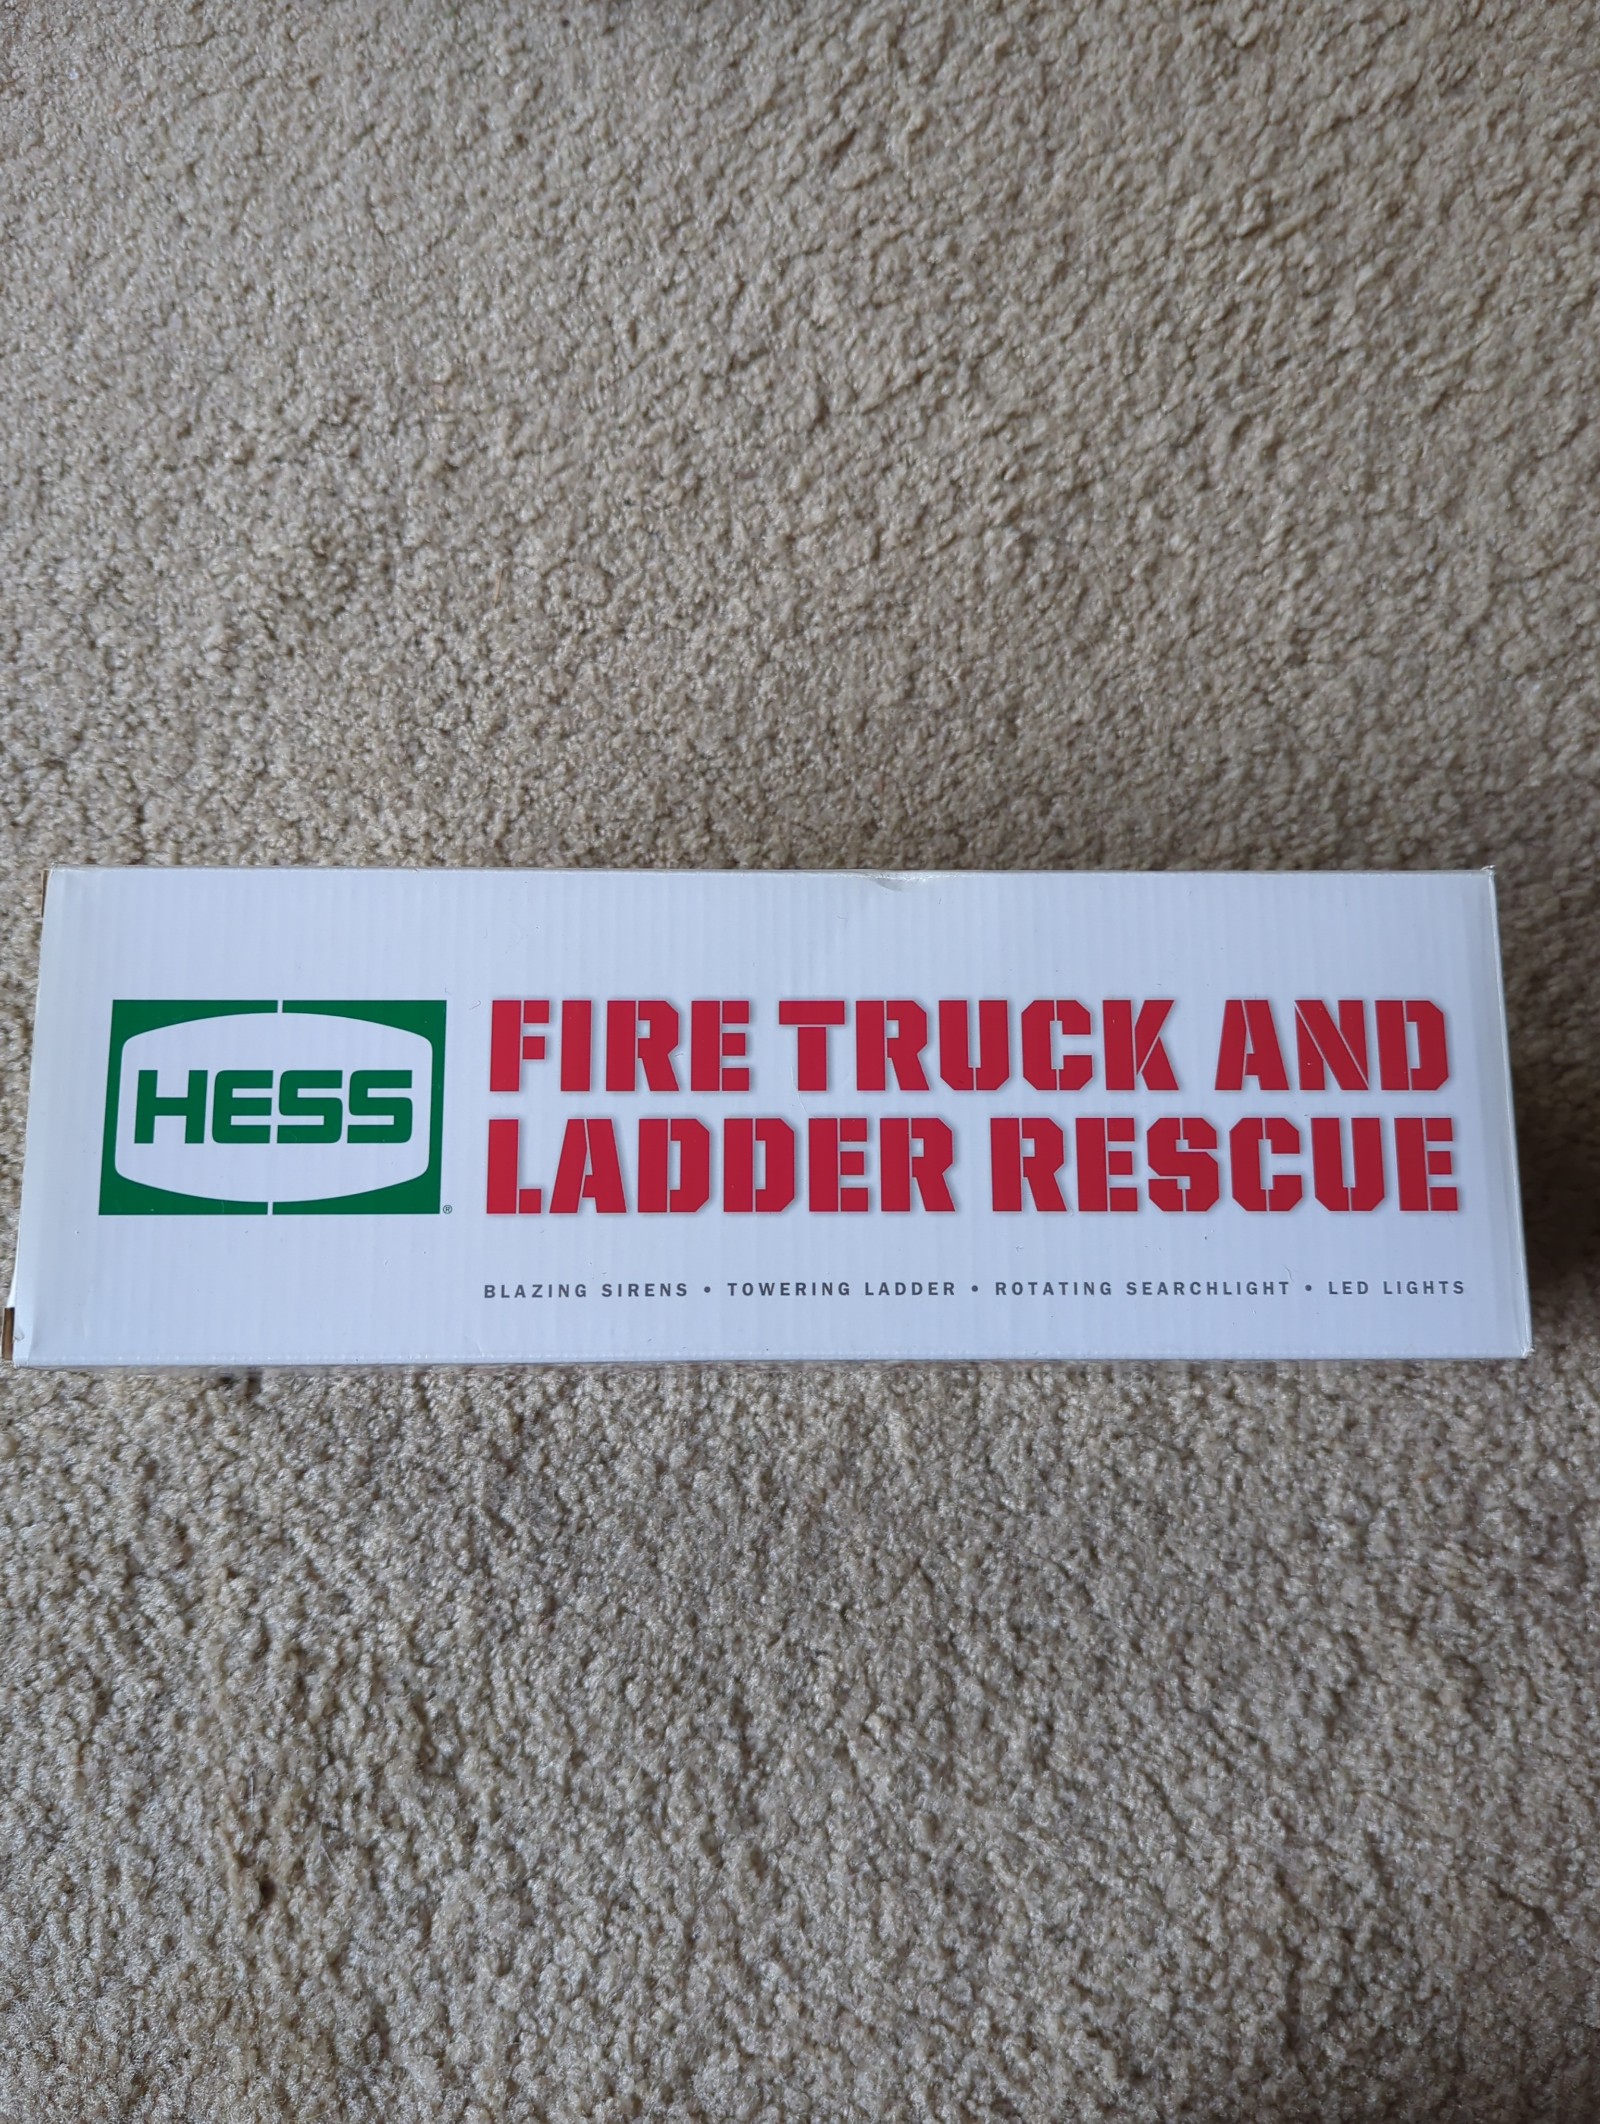 HESS
®
FIRE TRUCK AND
LADDER RESCUE
BLAZING SIRENS • TOWERING LADDER • ROTATING SEARCHLIGHT • LED LIGHTS